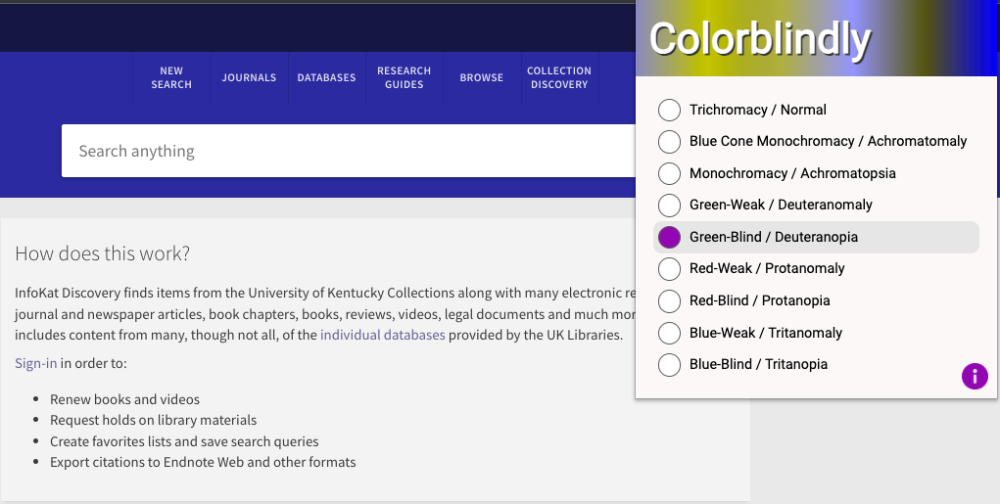 Colorblindly
NEW SEARCH
JOURNALS
DATABASES
RESEARCH GUIDES
BROWSE
COLLECTION DISCOVERY
Search anything
Trichromacy / Normal
Blue Cone Monochromacy / Achromatomaly
Monochromacy / Achromatopsia
Green-Weak / Deuteranomaly
Green-Blind / Deuteranopia
Red-Weak / Protanomaly
Red-Blind / Protanopia
Blue-Weak / Tritanomaly
Blue-Blind / Tritanopia
i
How does this work?
InfoKat Discovery finds items from the University of Kentucky Collections along with many electronic re
journal and newspaper articles, book chapters, books, reviews, videos, legal documents and much mor
includes content from many, though not all, of the individual databases provided by the UK Libraries.
Sign-in in order to:
• Renew books and videos
• Request holds on library materials
• Create favorites lists and save search queries
• Export citations to Endnote Web and other formats